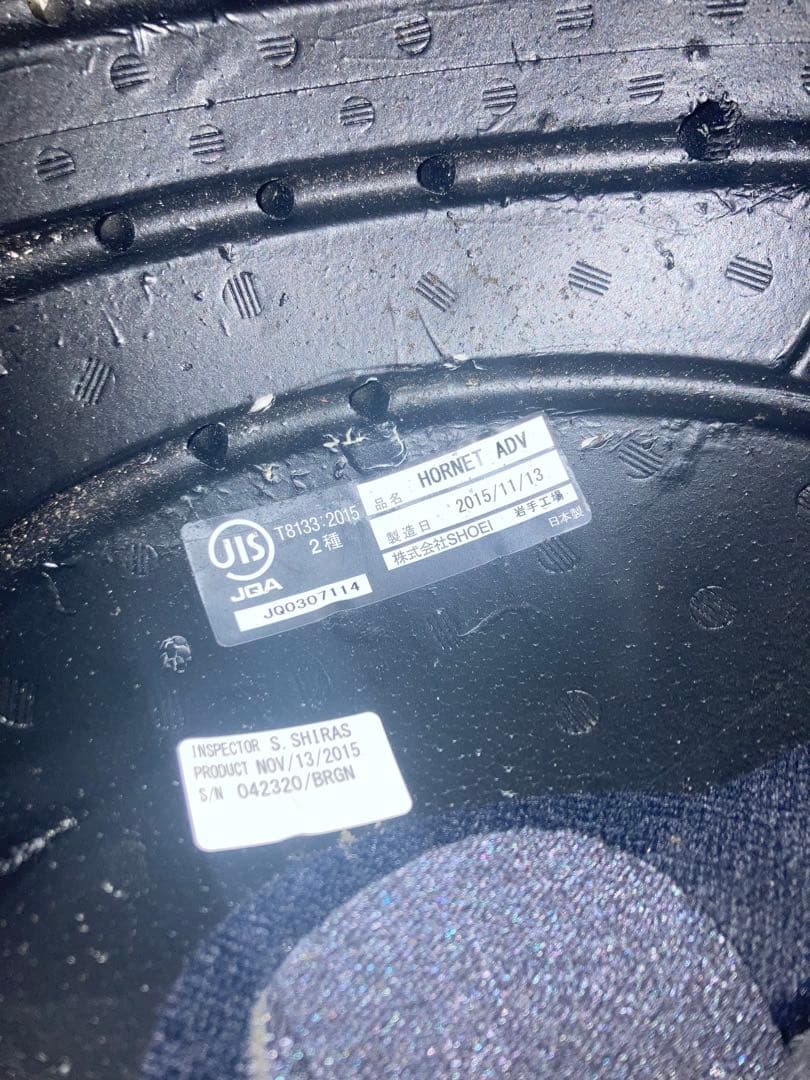 JIS
JQA
T8133:2015
2種
JQ0307114
品名 HORNET ADV
製造日 2015/11/13
株式会社SHOEI 岩手工場
日本製
INSPECTOR S. SHIRAS
PRODUCT NOV/13/2015
S/N 042320/BRGN